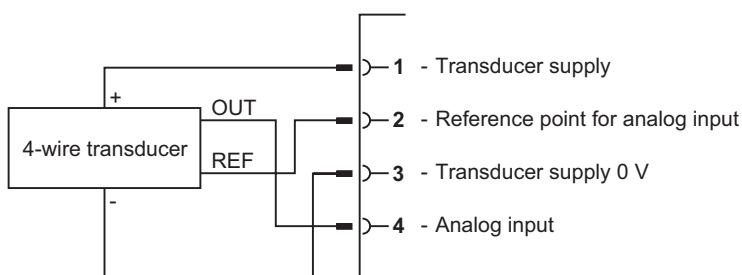 1 - Transducer supply
+
OUT
2 - Reference point for analog input
4-wire transducer
REF
3 - Transducer supply 0 V
-
4 - Analog input